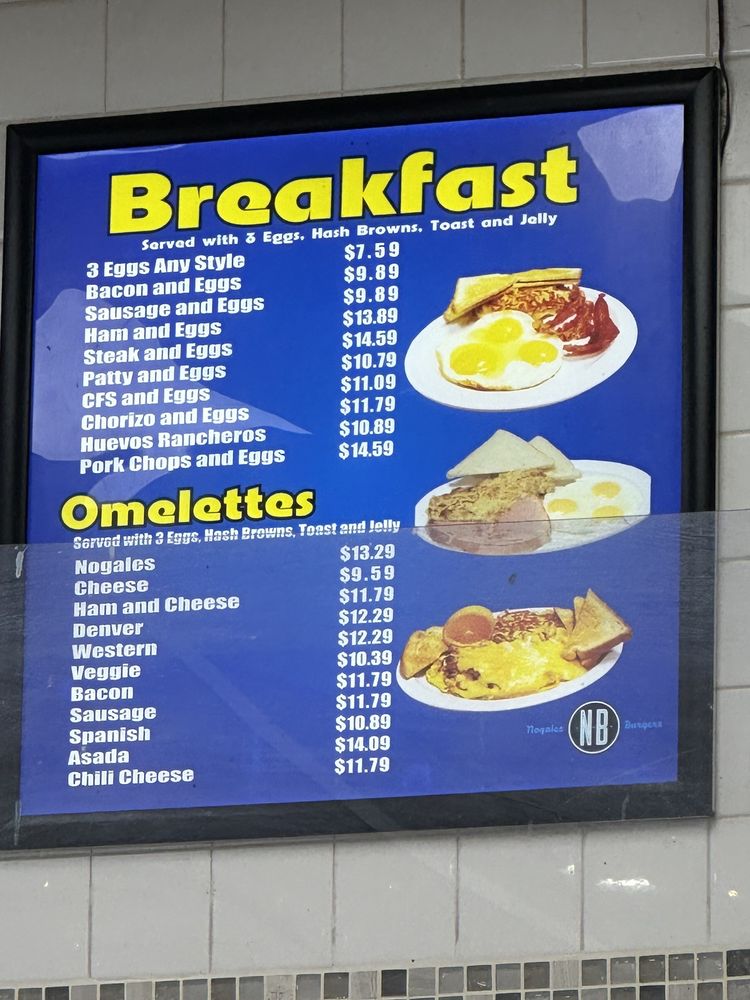 Breakfast
Served with 3 Eggs, Hash Browns, Toast and Jelly
3 Eggs Any Style $7.59
Bacon and Eggs $9.89
Sausage and Eggs $9.89
Ham and Eggs $13.89
Steak and Eggs $14.59
Patty and Eggs $10.79
CFS and Eggs $11.09
Chorizo and Eggs $11.79
Huevos Rancheros $10.89
Pork Chops and Eggs $14.59
Omelettes
Served with 3 Eggs, Hash Browns, Toast and Jelly
Nogales $13.29
Cheese $9.59
Ham and Cheese $11.79
Denver $12.29
Western $12.29
Veggie $10.39
Bacon $11.79
Sausage $11.79
Spanish $10.89
Asada $14.09
Chili Cheese $11.79
Nogales NB Burgers